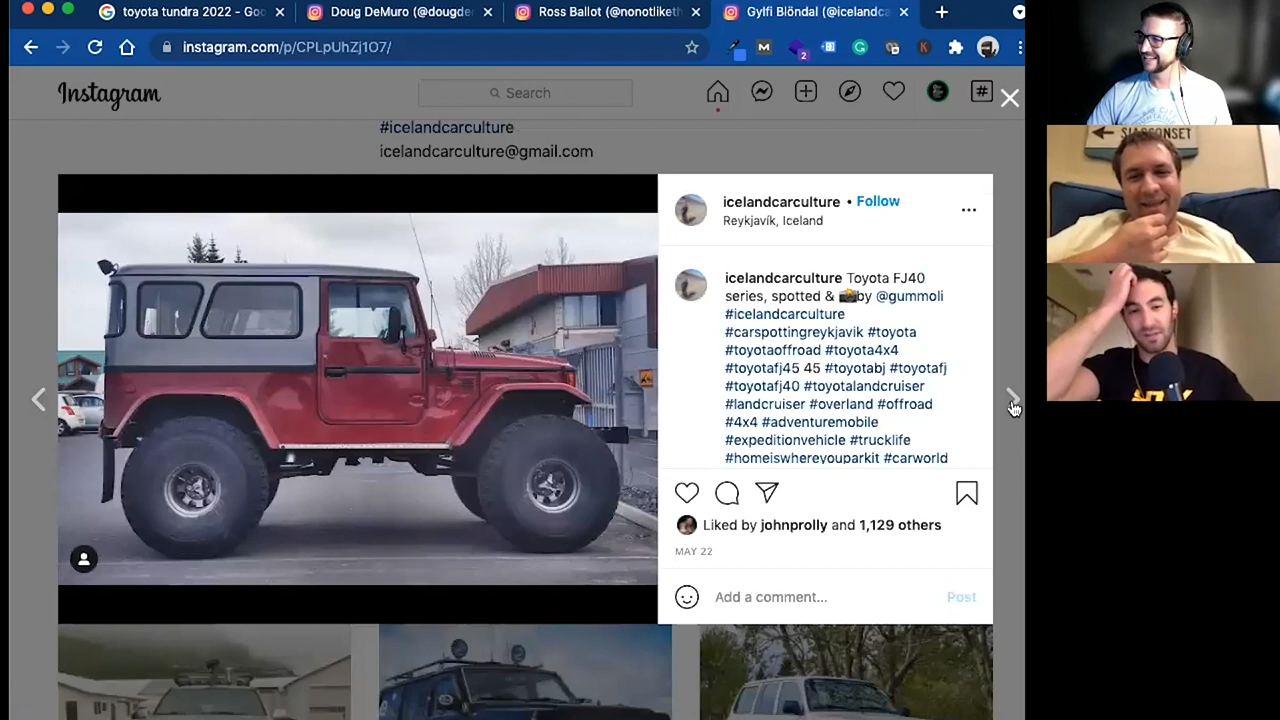 toyota tundra 2022 - Goo
Doug DeMuro (@dougde
Ross Ballot (@nonotliketh
Gylfi Blöndal (@icelandca
instagram.com/p/CPLpUhZj1O7/
Instagram
Search
#icelandcarculture
icelandcarculture@gmail.com
icelandcarculture • Follow
Reykjavík, Iceland
icelandcarculture Toyota FJ40
series, spotted & 📸by @gummoli
#icelandcarculture
#carspottingreykjavik #toyota
#toyotaoffroad #toyota4x4
#toyotafj45 45 #toyotabj #toyotafj
#toyotafj40 #toyotalandcruiser
#landcruiser #overland #offroad
#4x4 #adventuremobile
#expeditionvehicle #trucklife
#homeiswhereyouparkit #carworld
Liked by johnprolly and 1,129 others
MAY 22
Add a comment... Post
SIASCONSET